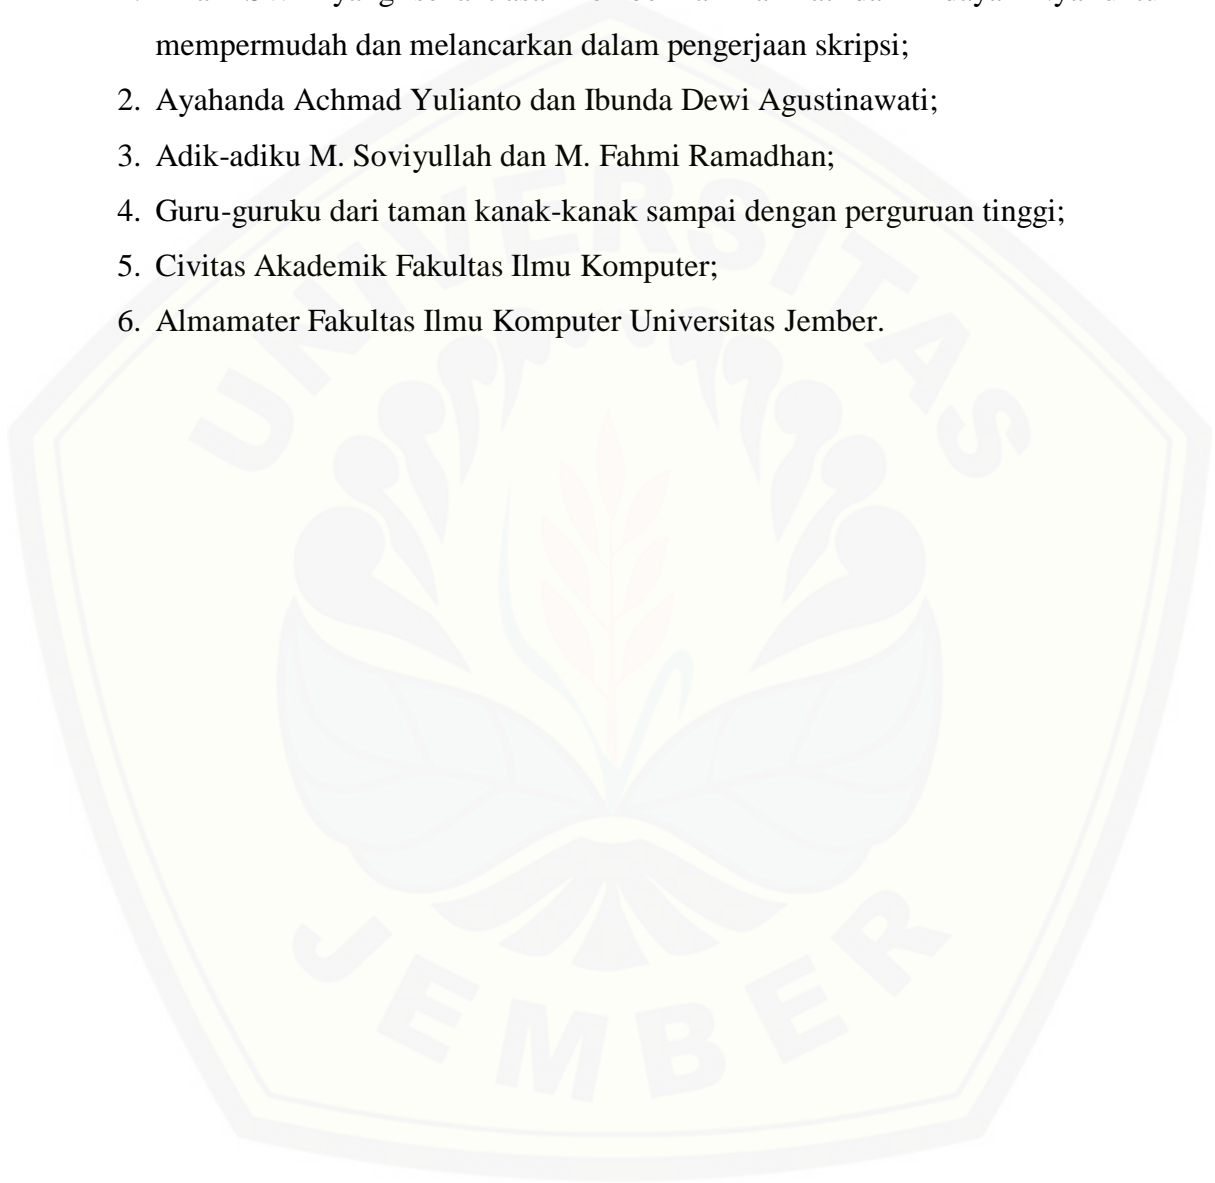 mempermudah dan melancarkan dalam pengerjaan skripsi;
2. Ayahanda Achmad Yulianto dan Ibunda Dewi Agustinawati;
3. Adik-adiku M. Soviyullah dan M. Fahmi Ramadhan;
4. Guru-guruku dari taman kanak-kanak sampai dengan perguruan tinggi;
5. Civitas Akademik Fakultas Ilmu Komputer;
6. Almamater Fakultas Ilmu Komputer Universitas Jember.
UNIVERSITAS
JEMBER